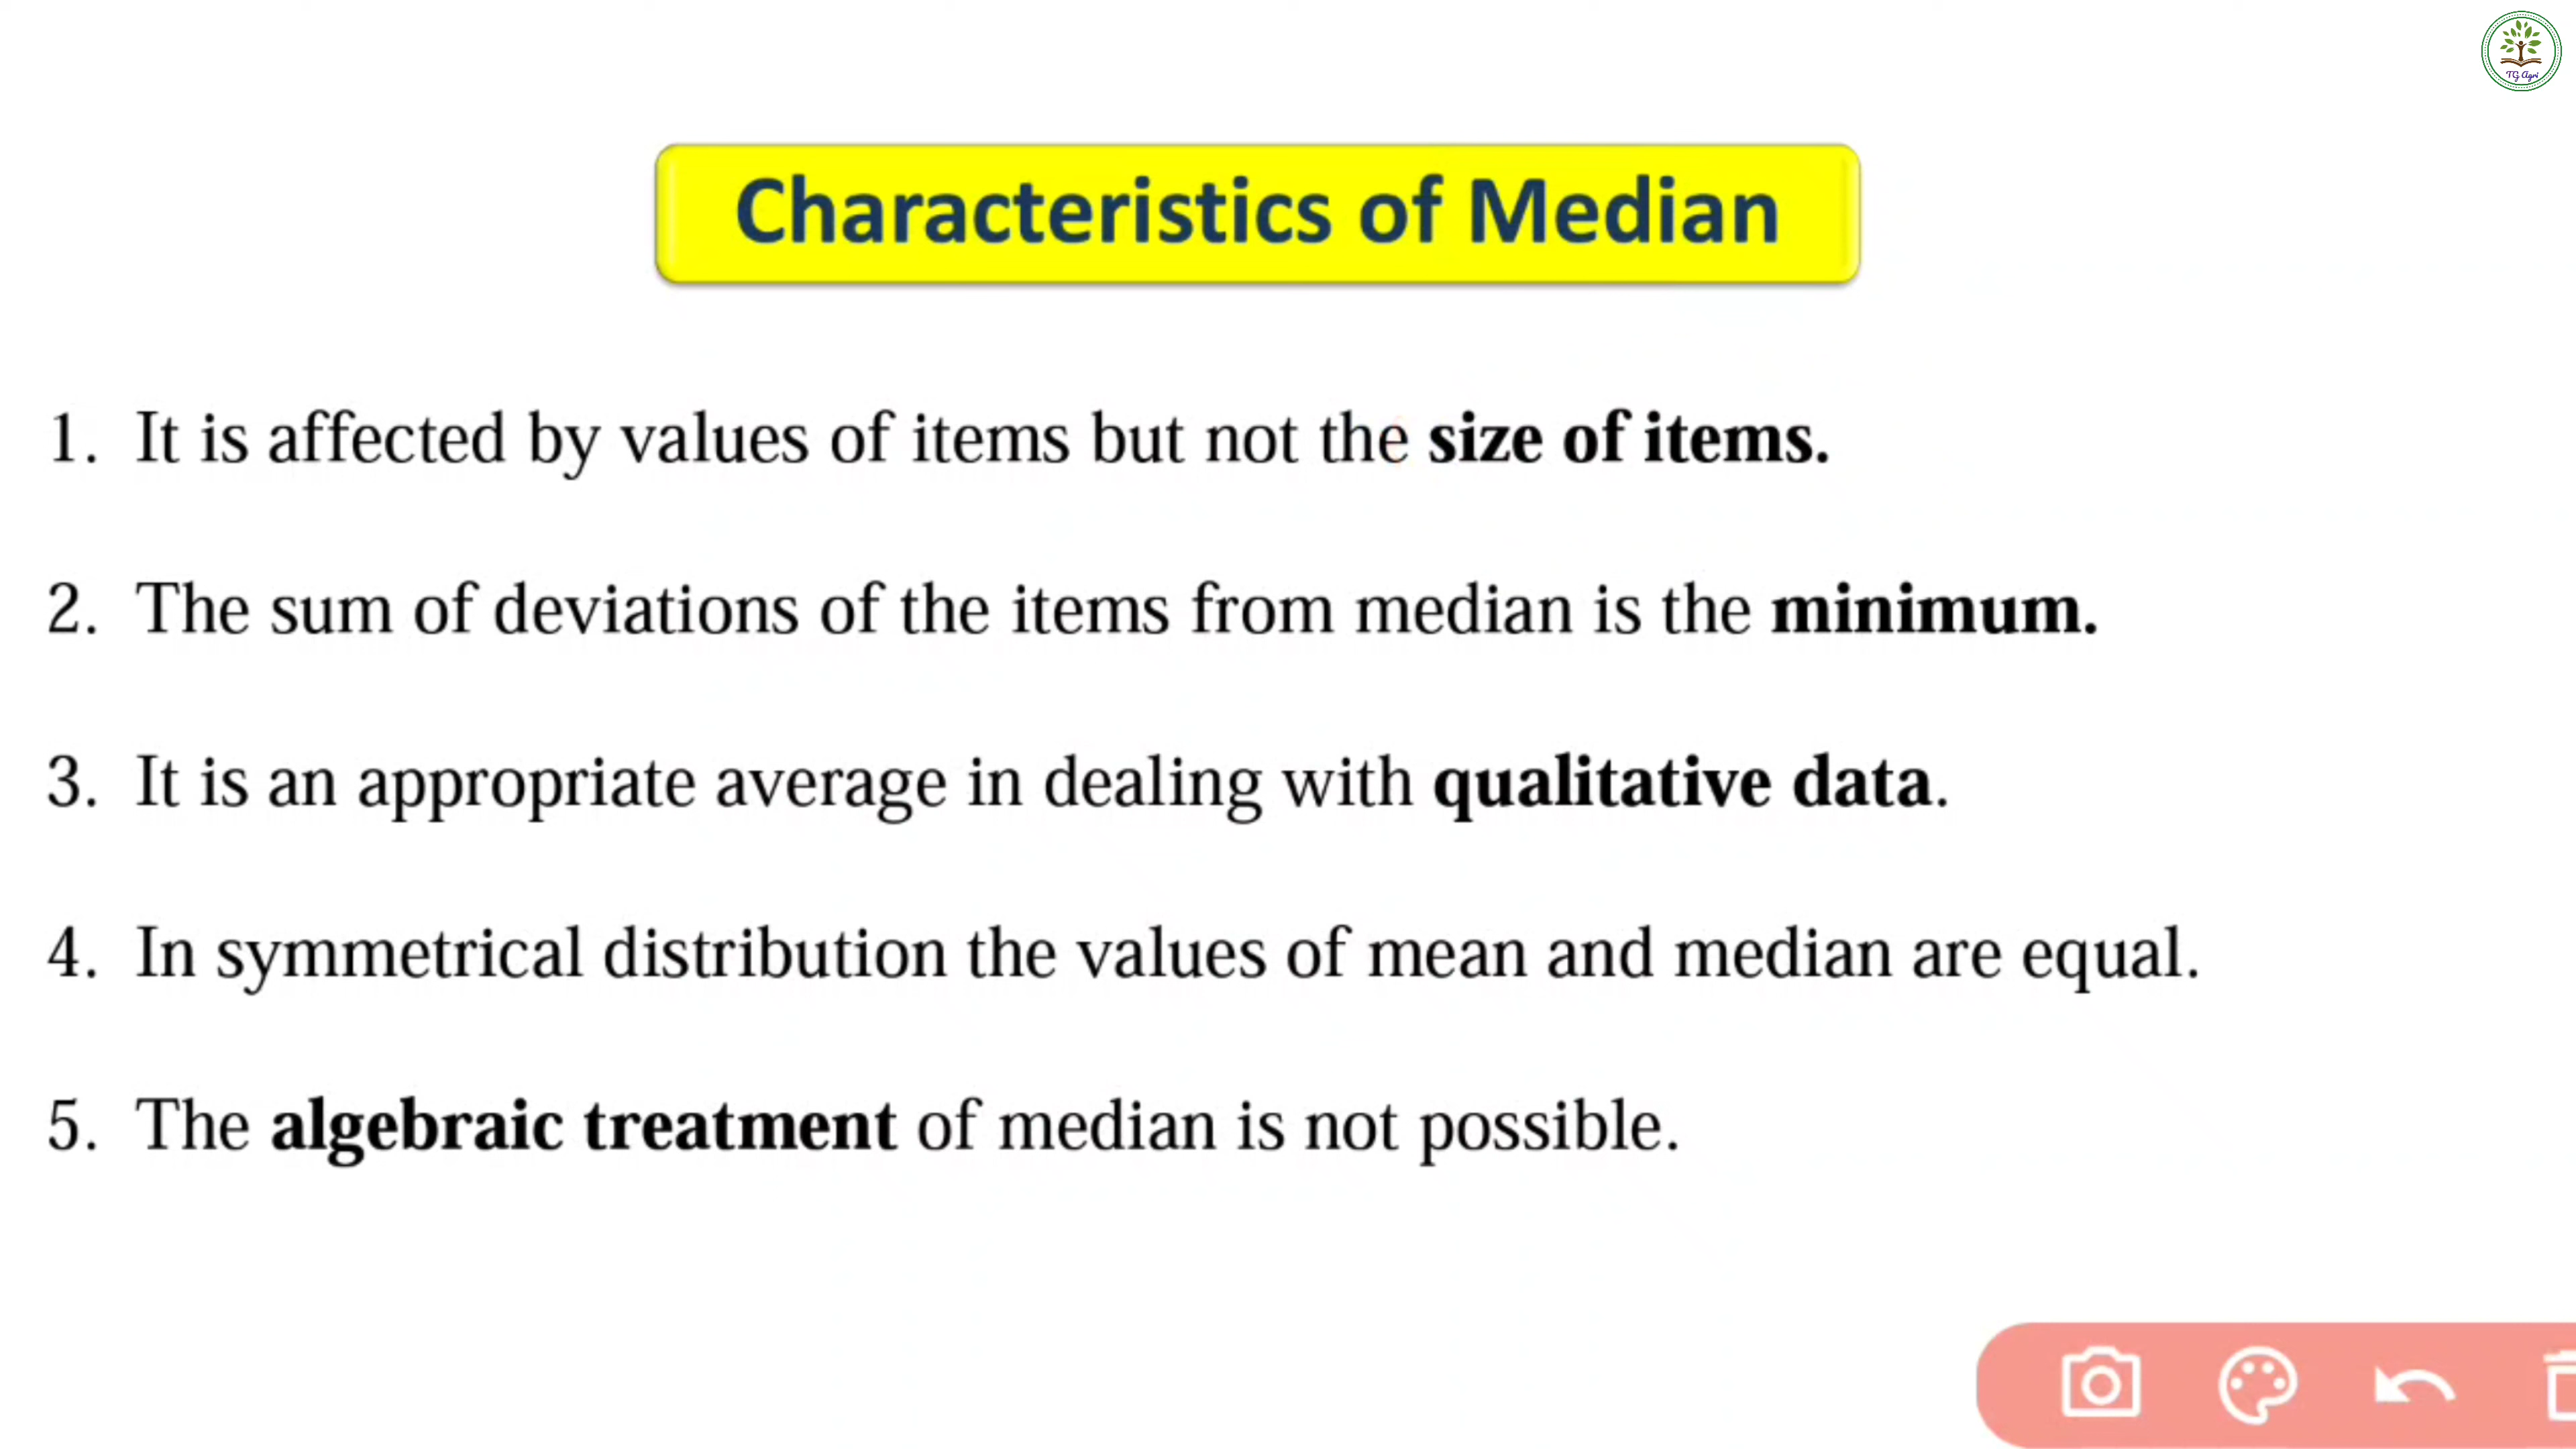 TG Agri
Characteristics of Median
1. It is affected by values of items but not the size of items.
2. The sum of deviations of the items from median is the minimum.
3. It is an appropriate average in dealing with qualitative data.
4. In symmetrical distribution the values of mean and median are equal.
5. The algebraic treatment of median is not possible.